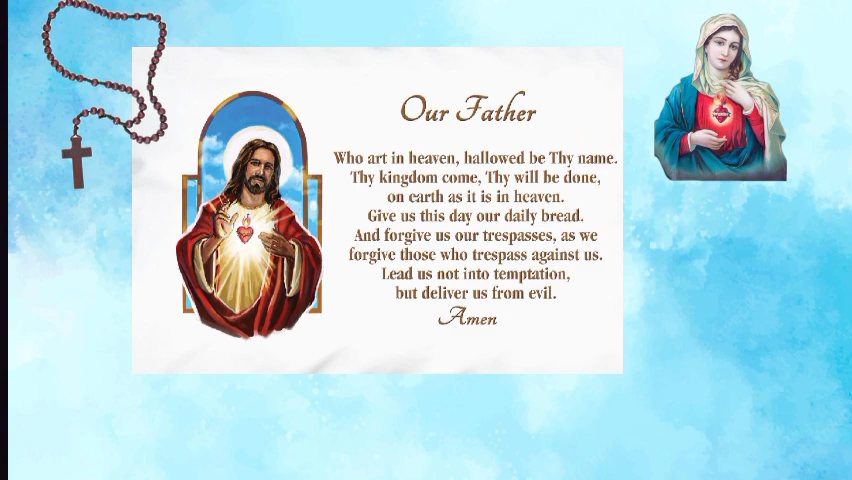 Our Father
Who art in heaven, hallowed be Thy name.
Thy kingdom come, Thy will be done,
on earth as it is in heaven.
Give us this day our daily bread.
And forgive us our trespasses, as we
forgive those who trespass against us.
Lead us not into temptation,
but deliver us from evil.
Amen